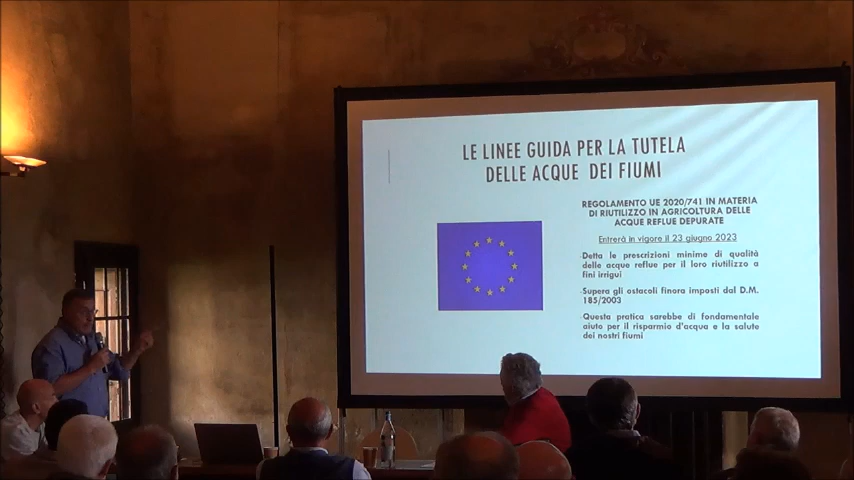 LE LINEE GUIDA PER LA TUTELA
DELLE ACQUE DEI FIUMI
REGOLAMENTO UE 2020/741 IN MATERIA
DI RIUTILIZZO IN AGRICOLTURA DELLE
ACQUE REFLUE DEPURATE
Entrerà in vigore il 23 giugno 2023
-Detta le prescrizioni minime di qualità
delle acque reflue per il loro riutilizzo a
fini irrigui
-Supera gli ostacoli finora imposti dal D.M.
185/2003
-Questa pratica sarebbe di fondamentale
aiuto per il risparmio d'acqua e la salute
dei nostri fiumi